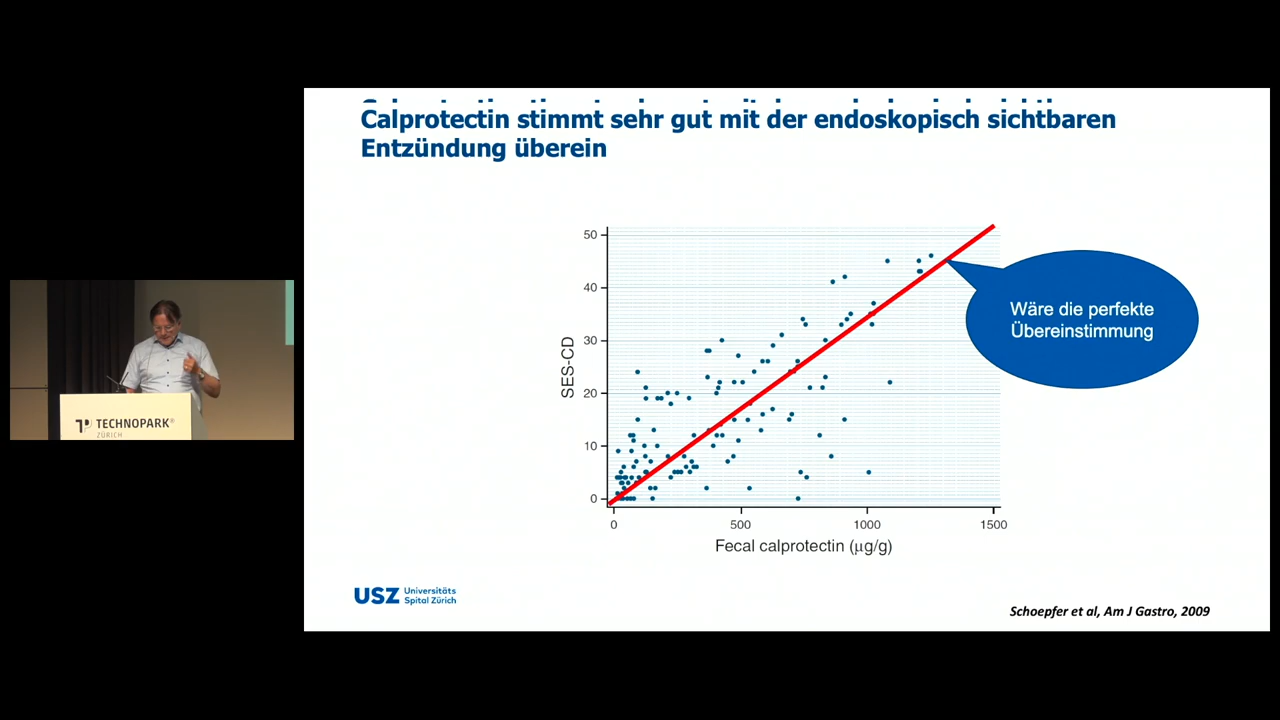 Calprotectin stimmt sehr gut mit der endoskopisch sichtbaren
Entzündung überein
50
40
30
20
10
0
SES-CD
0 500 1000 1500
Fecal calprotectin (µg/g)
Wäre die perfekte
Übereinstimmung
USZ Universitäts
Spital Zürich
Schoepfer et al, Am J Gastro, 2009
TECHNOPARK®
ZÜRICH